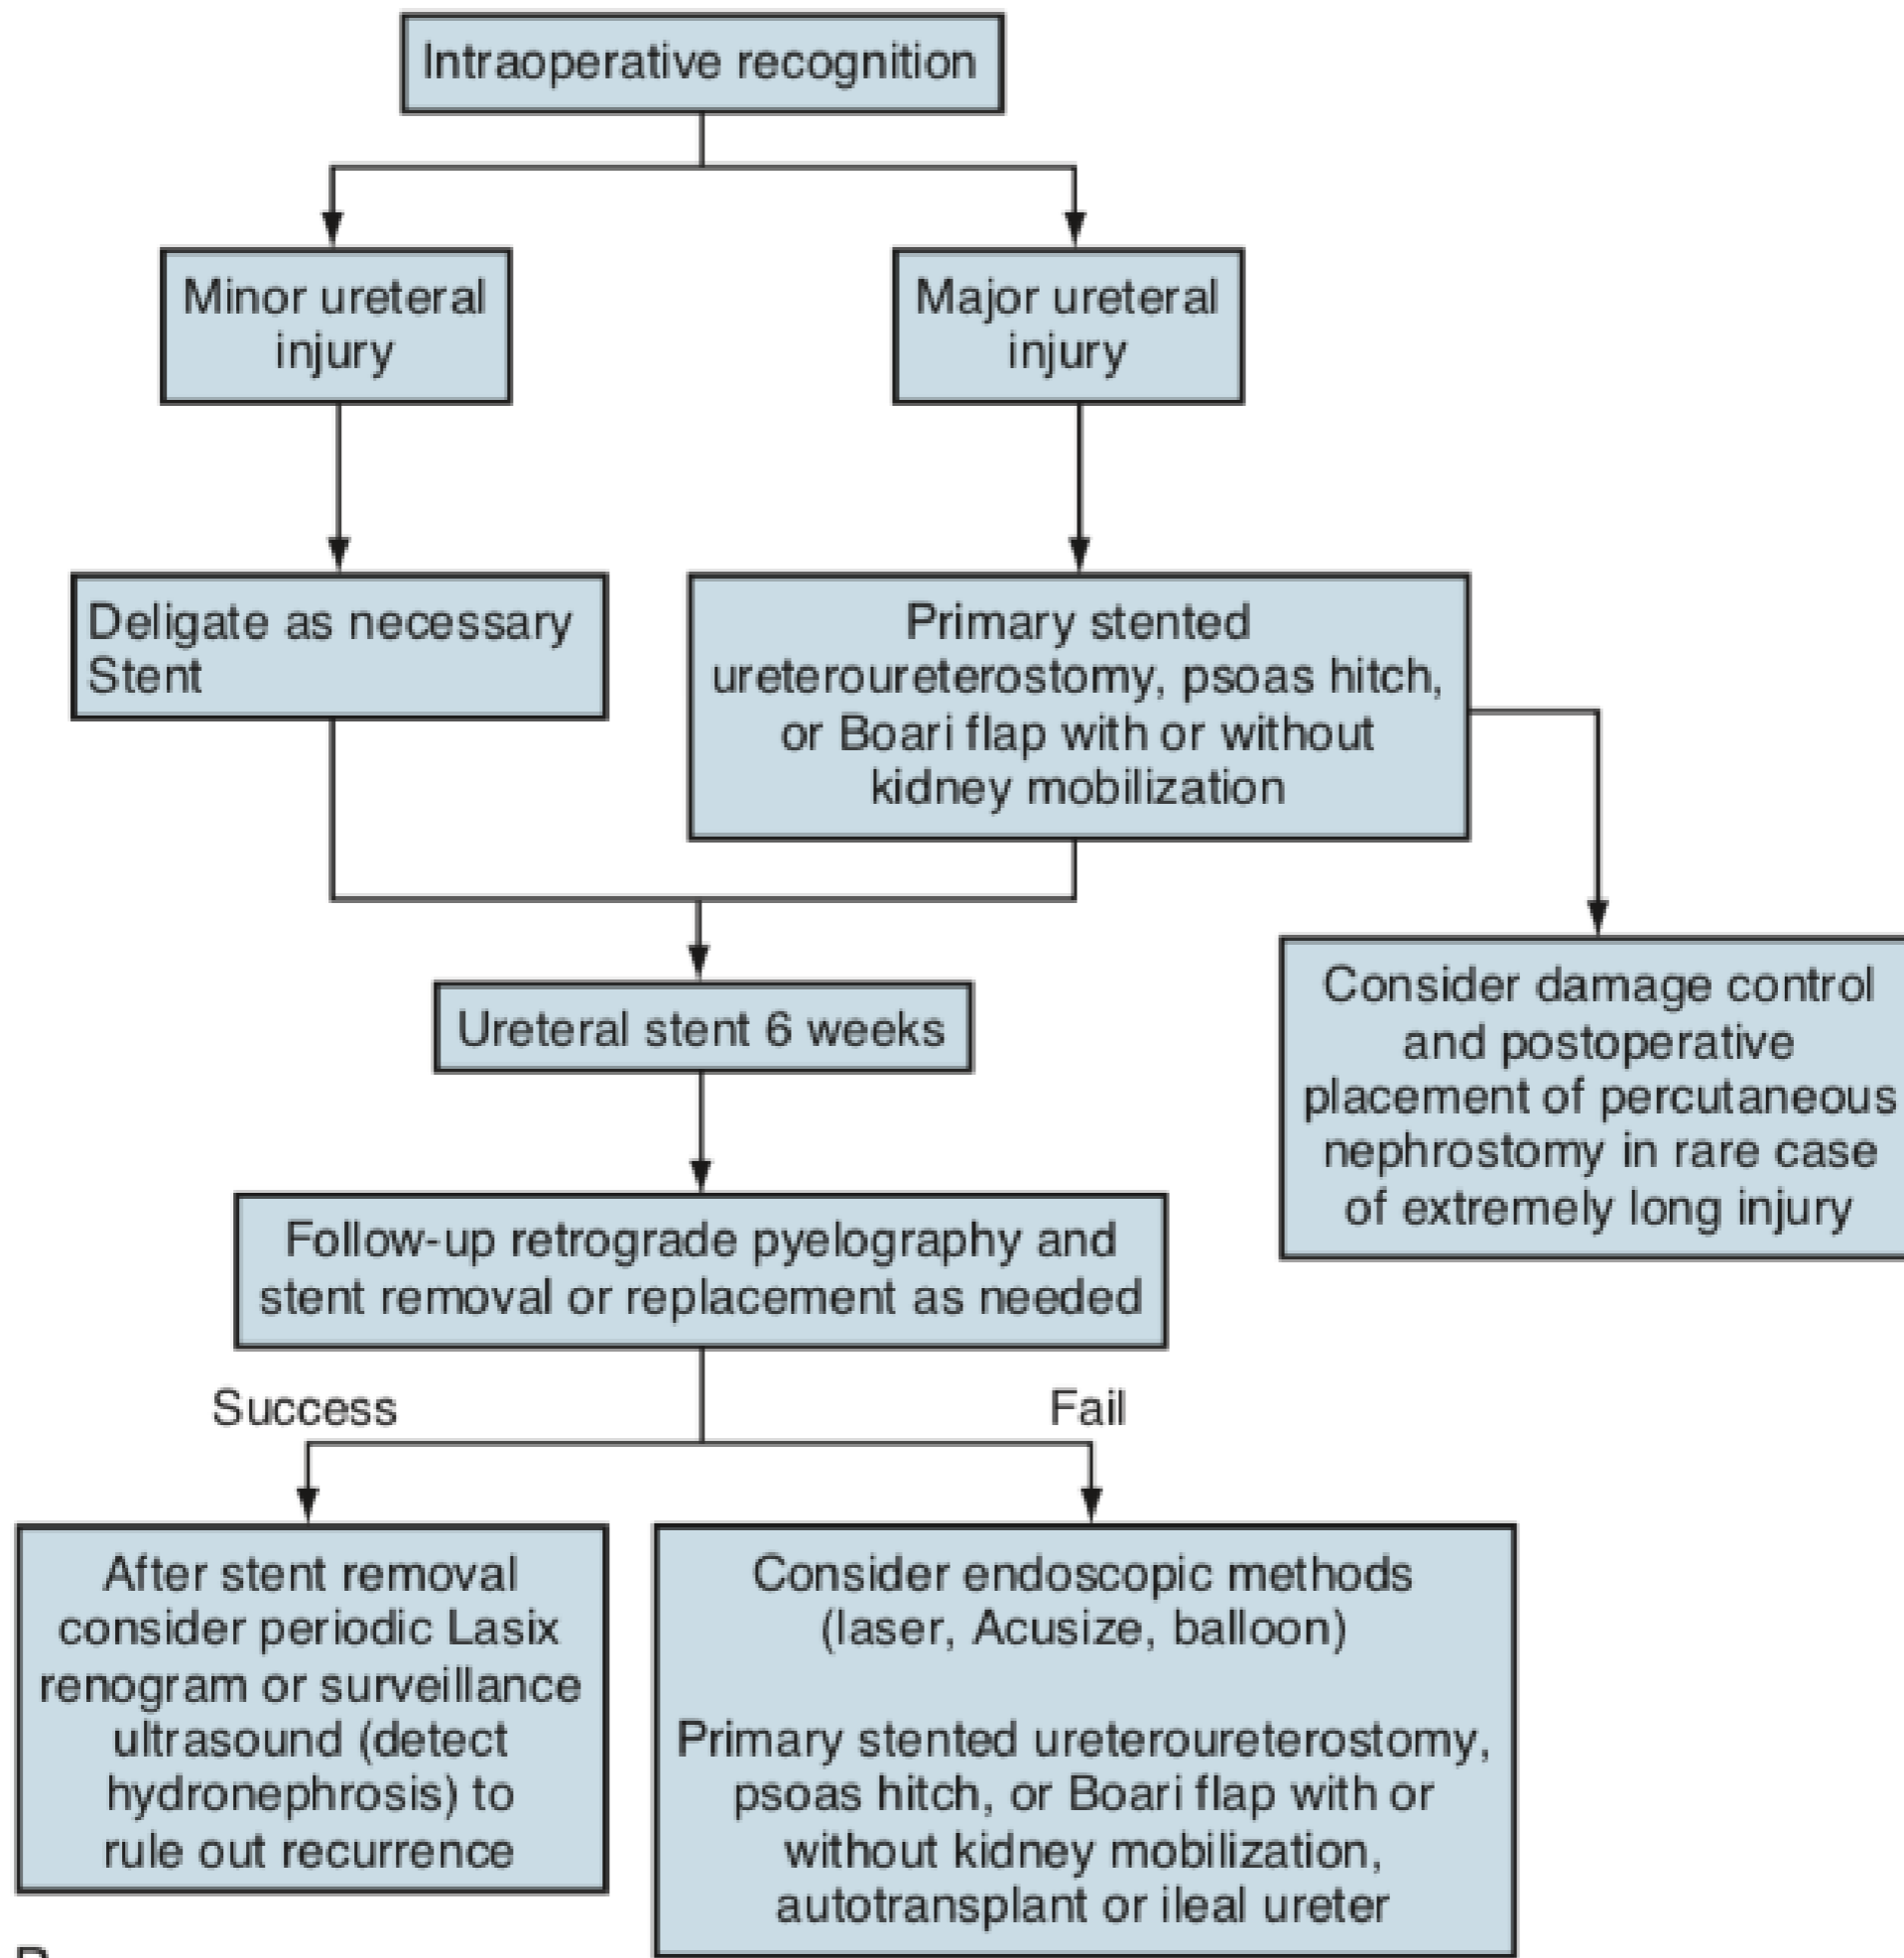 Intraoperative recognition
Minor ureteral
injury
Major ureteral
injury
Deligate as necessary
Stent
Primary stented
ureteroureterostomy, psoas hitch,
or Boari flap with or without
kidney mobilization
Ureteral stent 6 weeks
Consider damage control
and postoperative
placement of percutaneous
nephrostomy in rare case
of extremely long injury
Follow-up retrograde pyelography and
stent removal or replacement as needed
Success
Fail
After stent removal
consider periodic Lasix
renogram or surveillance
ultrasound (detect
hydronephrosis) to
rule out recurrence
Consider endoscopic methods
(laser, Acusize, balloon)
Primary stented ureteroureterostomy,
psoas hitch, or Boari flap with or
without kidney mobilization,
autotransplant or ileal ureter